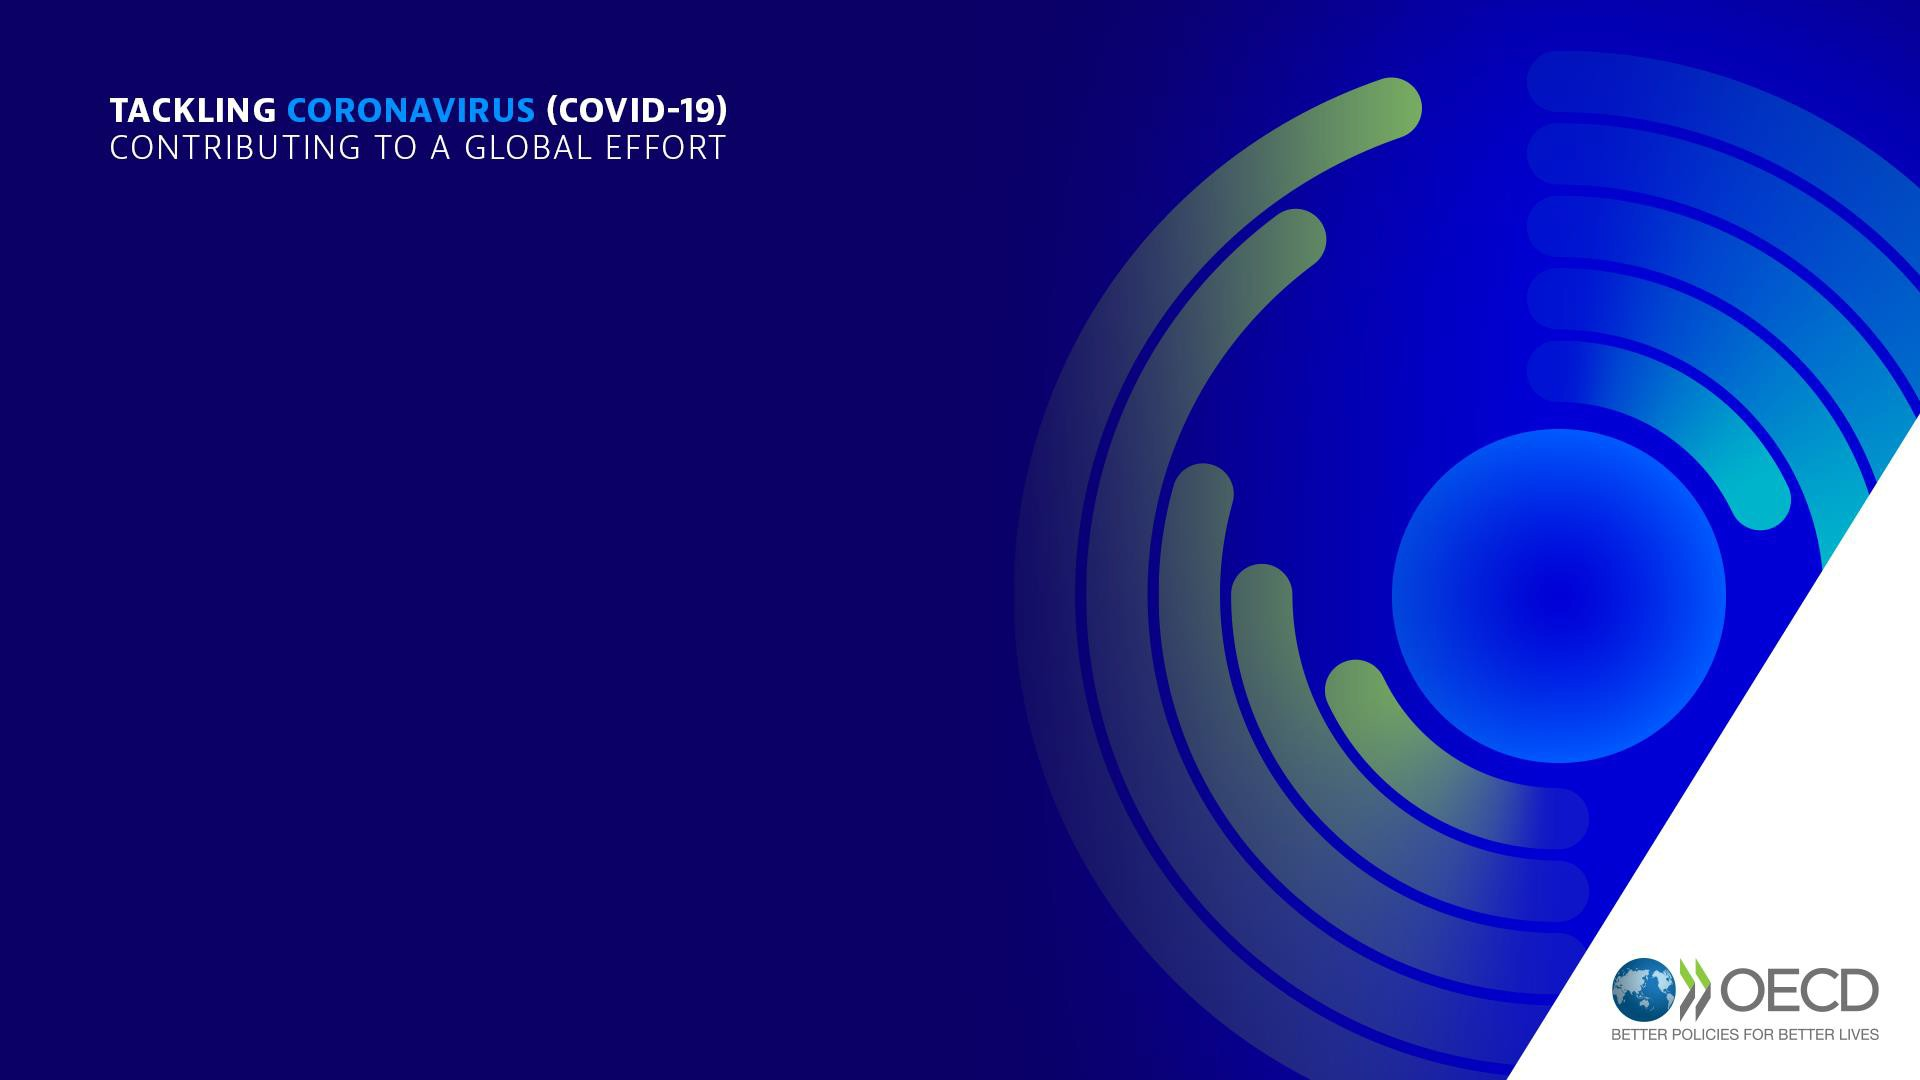 TACKLING CORONAVIRUS (COVID-19)
CONTRIBUTING TO A GLOBAL EFFORT
OECD
BETTER POLICIES FOR BETTER LIVES